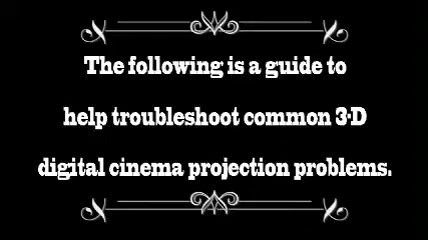 The following is a guide to
help troubleshoot common 3-D
digital cinema projection problems.